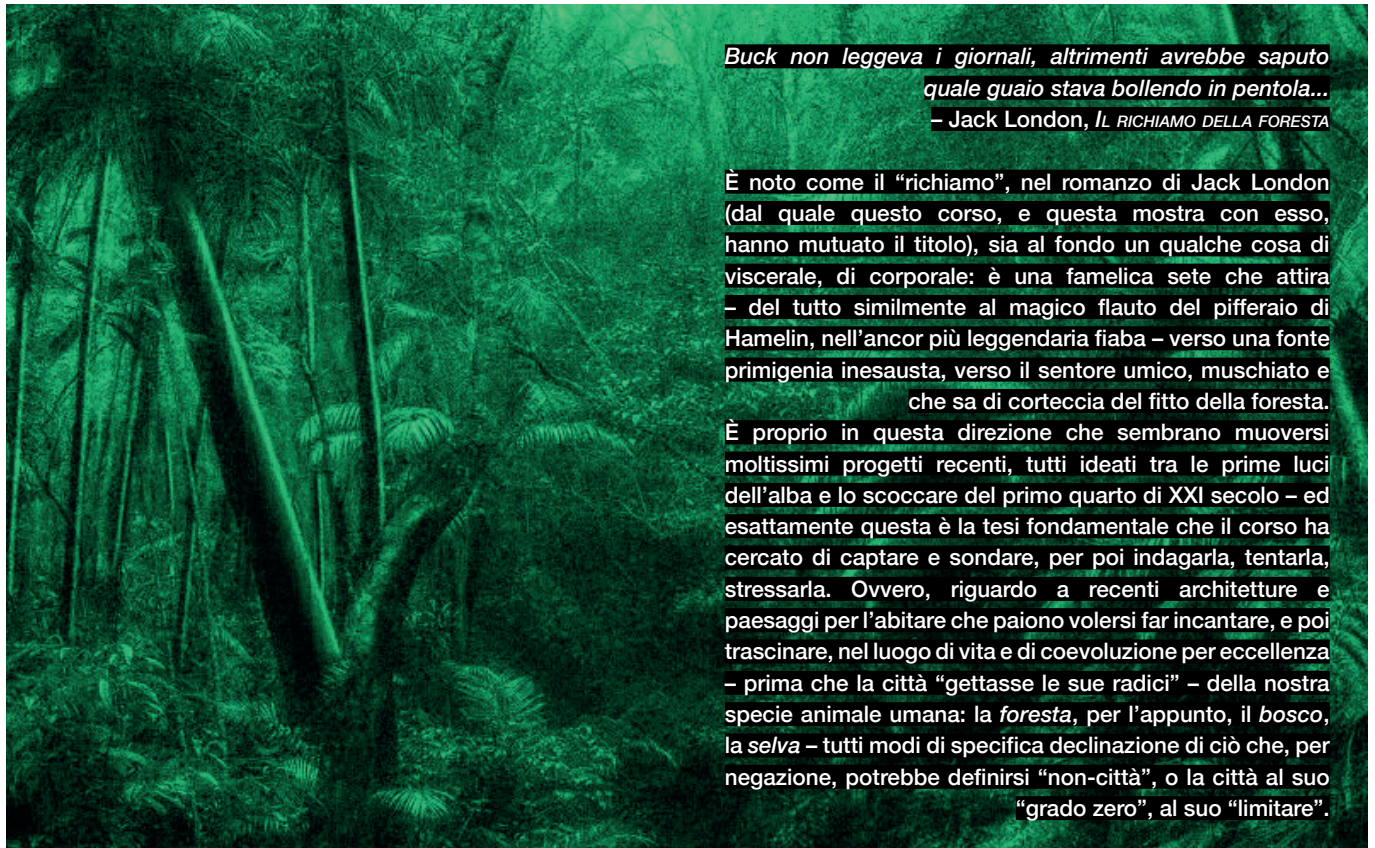 Buck non leggeva i giornali, altrimenti avrebbe saputo
quale guaio stava bollendo in pentola...
– Jack London, IL RICHIAMO DELLA FORESTA
È noto come il “richiamo”, nel romanzo di Jack London
(dal quale questo corso, e questa mostra con esso,
hanno mutuato il titolo), sia al fondo un qualche cosa di
viscerale, di corporale: è una famelica sete che attira
– del tutto similmente al magico flauto del pifferaio di
Hamelin, nell’ancor più leggendaria fiaba – verso una fonte
primigenia inesausta, verso il sentore umico, muschiato e
che sa di corteccia del fitto della foresta.
È proprio in questa direzione che sembrano muoversi
moltissimi progetti recenti, tutti ideati tra le prime luci
dell’alba e lo scoccare del primo quarto di XXI secolo – ed
esattamente questa è la tesi fondamentale che il corso ha
cercato di captare e sondare, per poi indagarla, tentarla,
stressarla. Ovvero, riguardo a recenti architetture e
paesaggi per l’abitare che paiono volersi far incantare, e poi
trascinare, nel luogo di vita e di coevoluzione per eccellenza
– prima che la città “gettasse le sue radici” – della nostra
specie animale umana: la foresta, per l’appunto, il bosco,
la selva – tutti modi di specifica declinazione di ciò che, per
negazione, potrebbe definirsi “non-città”, o la città al suo
“grado zero”, al suo “limitare”.